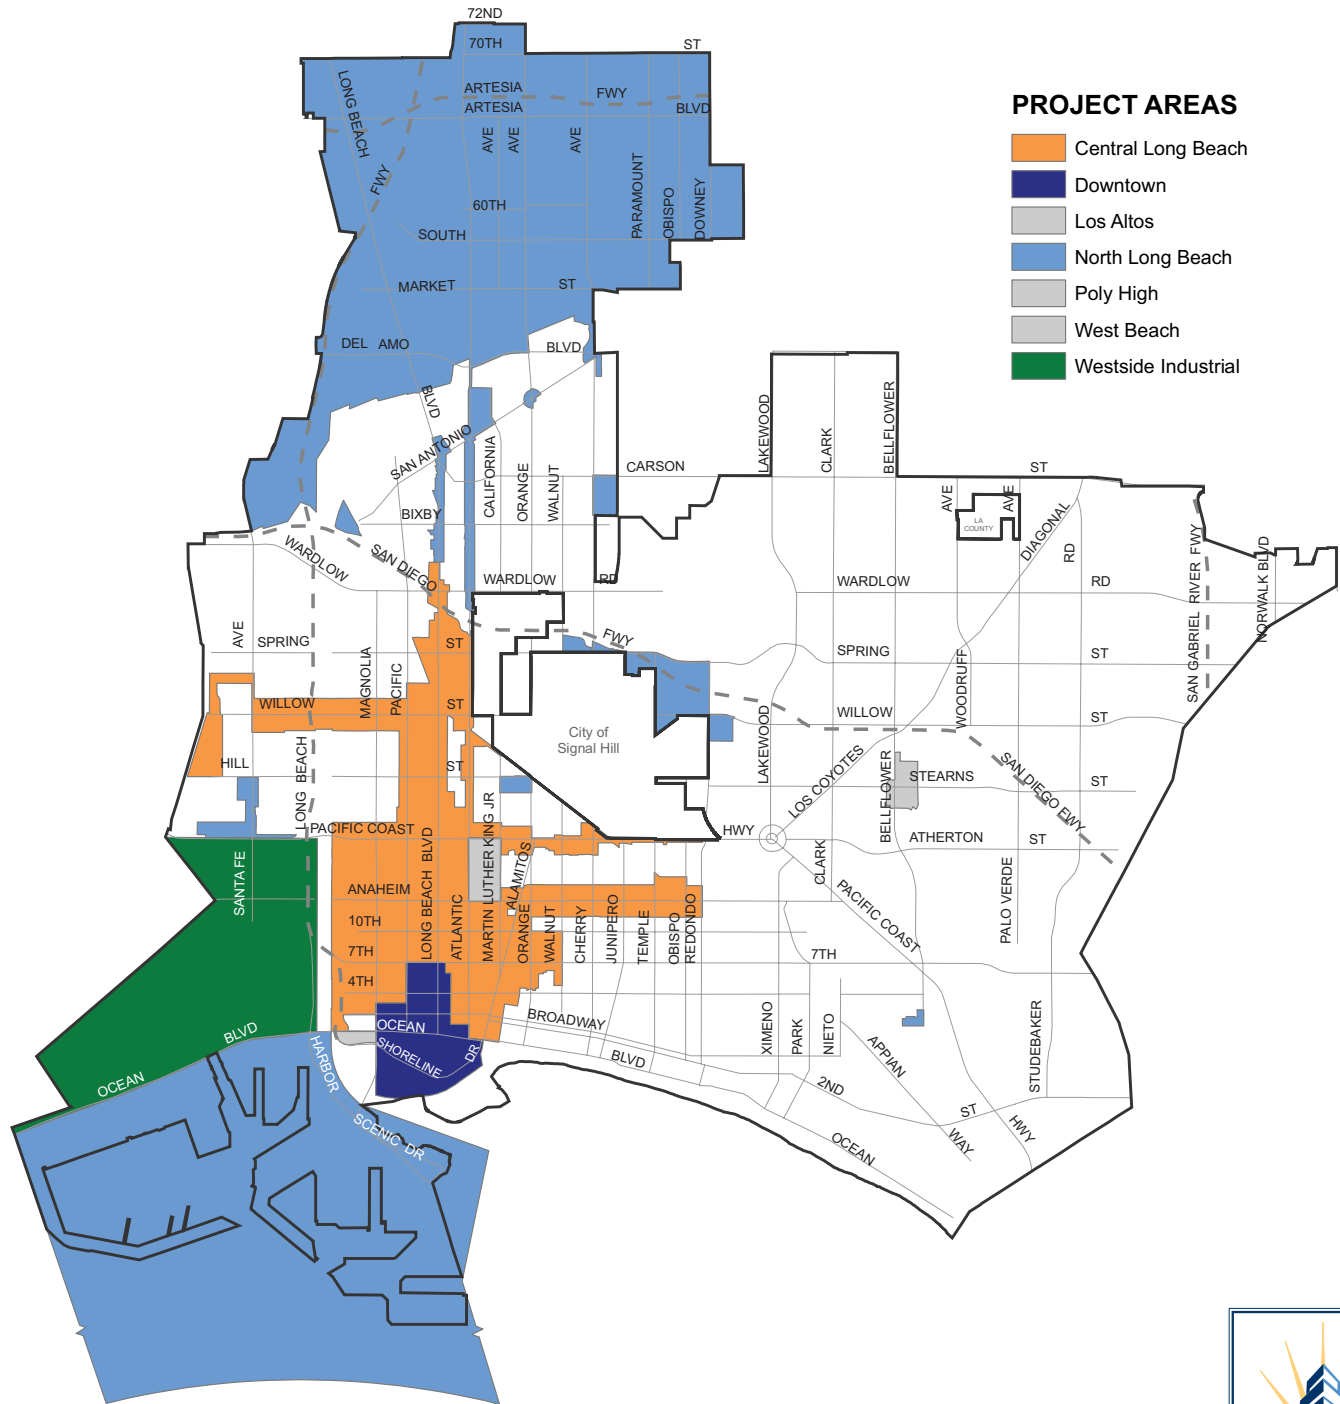 72ND
70TH
ST
ARTESIA
FWY
ARTESIA
BLVD
LONG BEACH
FWY
AVE
AVE
AVE
PARAMOUNT
OBISPO
DOWNEY
60TH
SOUTH
MARKET
ST
DEL AMO
BLVD
BLVD
PROJECT AREAS
Central Long Beach
Downtown
Los Altos
North Long Beach
Poly High
West Beach
Westside Industrial
SAN ANTONIO
CALIFORNIA
ORANGE
WALNUT
CARSON
LAKEWOOD
CLARK
BELLFLOWER
ST
BIXBY
AVE
AVE
LA
COUNTY
DIAGONAL
RD
SAN GABRIEL RIVER FWY
NORWALK BLVD
WARDLOW
SAN DIEGO
WARDLOW
RD
WARDLOW
RD
AVE
SPRING
ST
FWY
SPRING
ST
MAGNOLIA
PACIFIC
WOODRUFF
WILLOW
ST
WILLOW
ST
City of
Signal Hill
HILL
ST
LONG BEACH
LAKEWOOD
LOS COYOTES
BELLFLOWER
STEARNS
ST
SAN DIEGO FWY
PACIFIC COAST
HWY
ATHERTON
ST
SANTA FE
ANAHEIM
LONG BEACH BLVD
ATLANTIC
MARTIN LUTHER KING JR
ALAMITOS
ORANGE
WALNUT
CHERRY
JUNIPERO
TEMPLE
OBISPO
REDONDO
CLARK
PACIFIC COAST
PALO VERDE
10TH
7TH
7TH
4TH
OCEAN
BROADWAY
SHORELINE
DR
BLVD
XIMENO
PARK
NIETO
APPIAN
STUDEBAKER
BLVD
OCEAN
HARBOR
SCENIC DR
2ND
ST
WAY
HWY
OCEAN